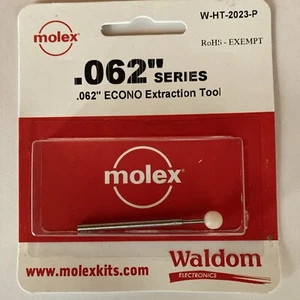 molex
W-HT-2023-P
RoHS - EXEMPT
.062" SERIES
.062" ECONO Extraction Tool
molex
www.molexkits.com
Waldom
ELECTRONICS